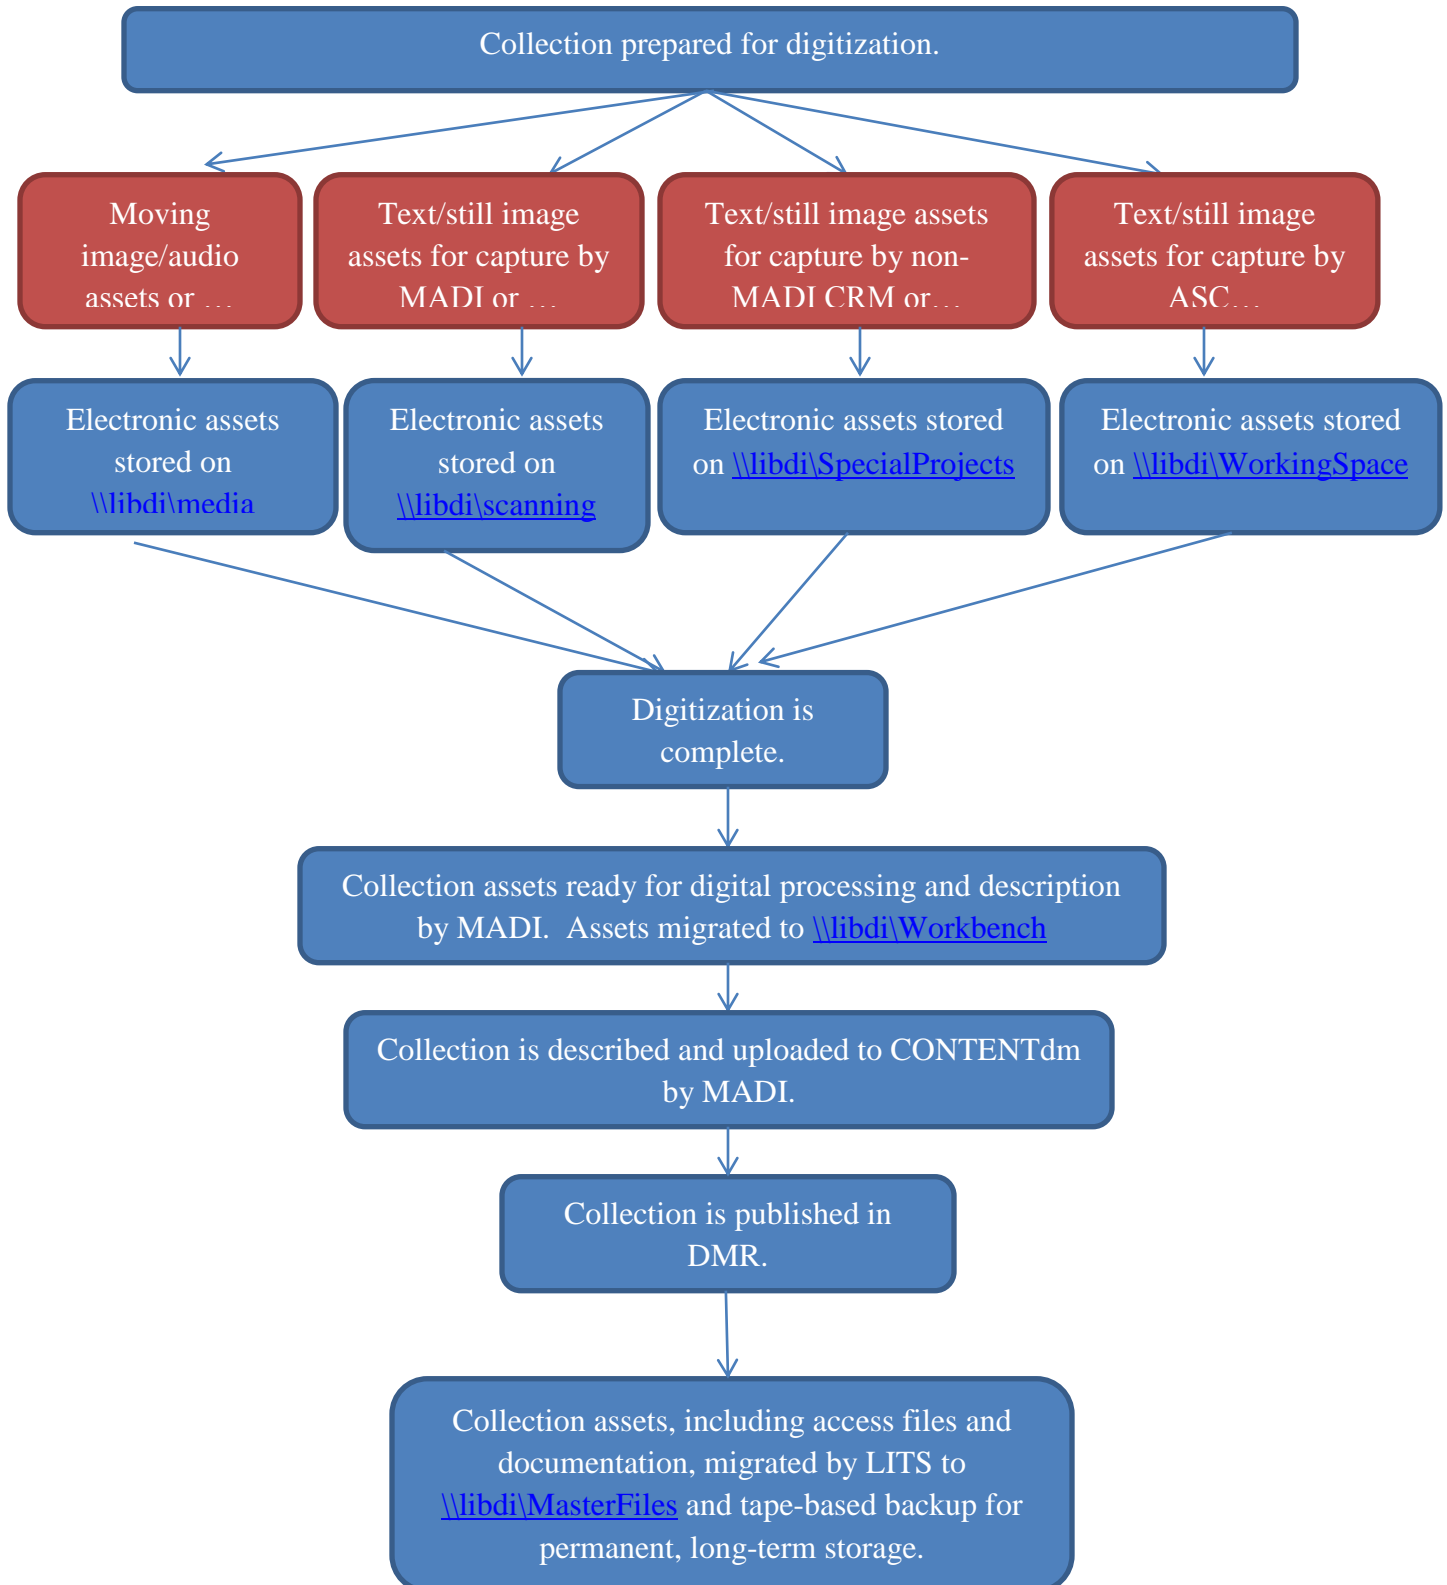 Collection prepared for digitization.
Moving
image/audio
assets or …
Text/still image
assets for capture by
MADI or …
Text/still image assets
for capture by non-
MADI CRM or…
Text/still image
assets for capture by
ASC…
Electronic assets
stored on
\\libdi\media
Electronic assets
stored on
\\libdi\scanning
Electronic assets stored
on \\libdi\SpecialProjects
Electronic assets stored
on \\libdi\WorkingSpace
Digitization is
complete.
Collection assets ready for digital processing and description
by MADI.  Assets migrated to \\libdi\Workbench
Collection is described and uploaded to CONTENTdm
by MADI.
Collection is published in
DMR.
Collection assets, including access files and
documentation, migrated by LITS to
\\libdi\MasterFiles and tape-based backup for
permanent, long-term storage.